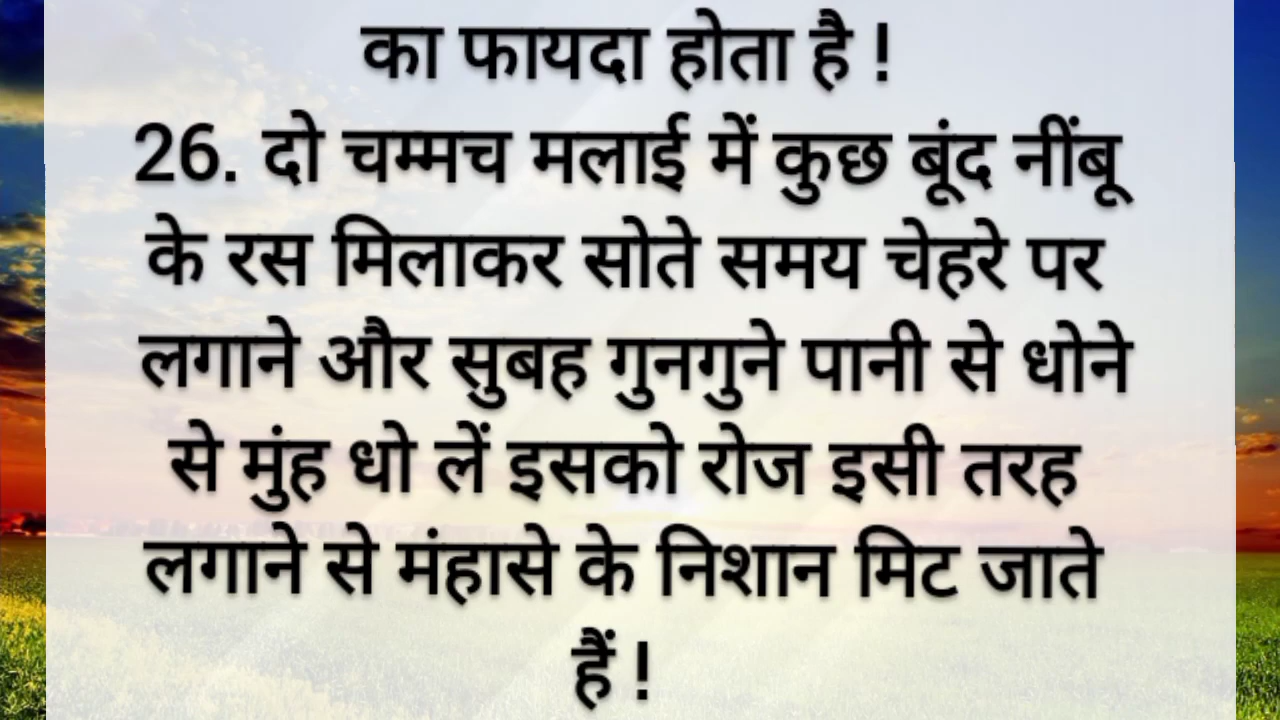 का फायदा होता है !
26. दो चम्मच मलाई में कुछ बूंद नींबू
के रस मिलाकर सोते समय चेहरे पर
लगाने और सुबह गुनगुने पानी से धोने
से मुंह धो लें इसको रोज इसी तरह
लगाने से मंहासे के निशान मिट जाते
हैं !